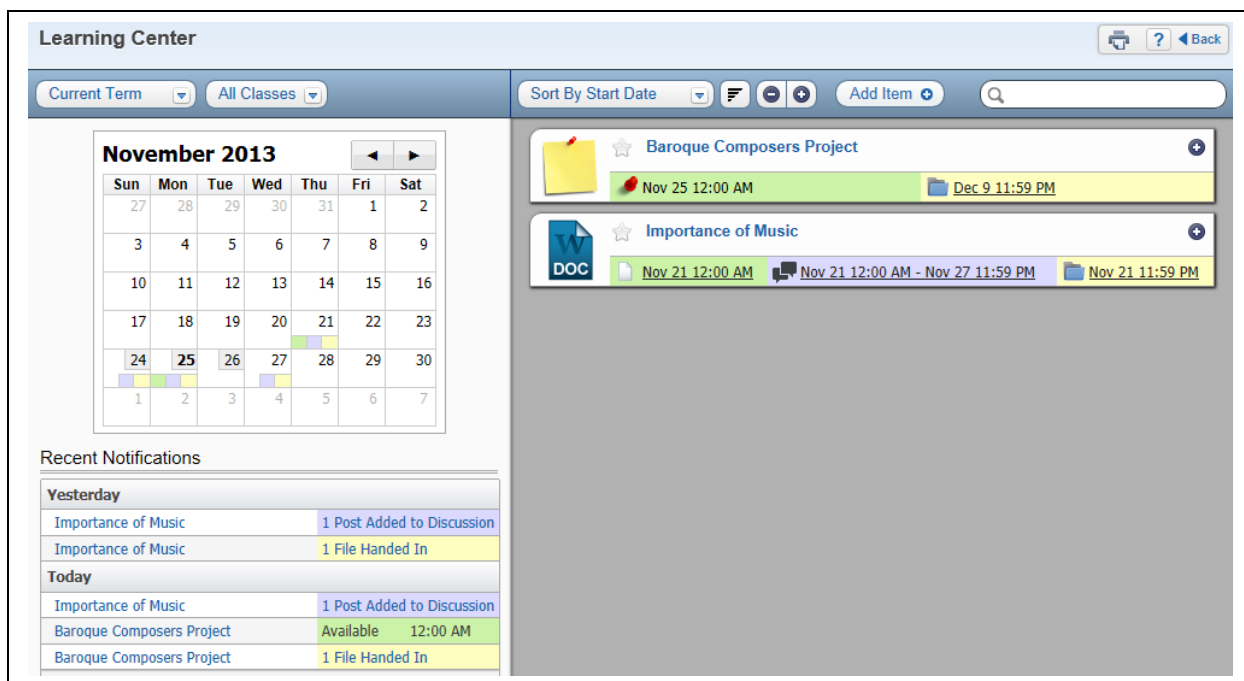 Learning Center
? Back
Current Term All Classes
Sort By Start Date Add Item
November 2013
Sun Mon Tue Wed Thu Fri Sat
27 28 29 30 31 1 2
3 4 5 6 7 8 9
10 11 12 13 14 15 16
17 18 19 20 21 22 23
24 25 26 27 28 29 30
1 2 3 4 5 6 7
Recent Notifications
Yesterday
Importance of Music 1 Post Added to Discussion
Importance of Music 1 File Handed In
Today
Importance of Music 1 Post Added to Discussion
Baroque Composers Project Available 12:00 AM
Baroque Composers Project 1 File Handed In
Baroque Composers Project
Nov 25 12:00 AM Dec 9 11:59 PM
W
DOC
Importance of Music
Nov 21 12:00 AM Nov 21 12:00 AM - Nov 27 11:59 PM Nov 21 11:59 PM